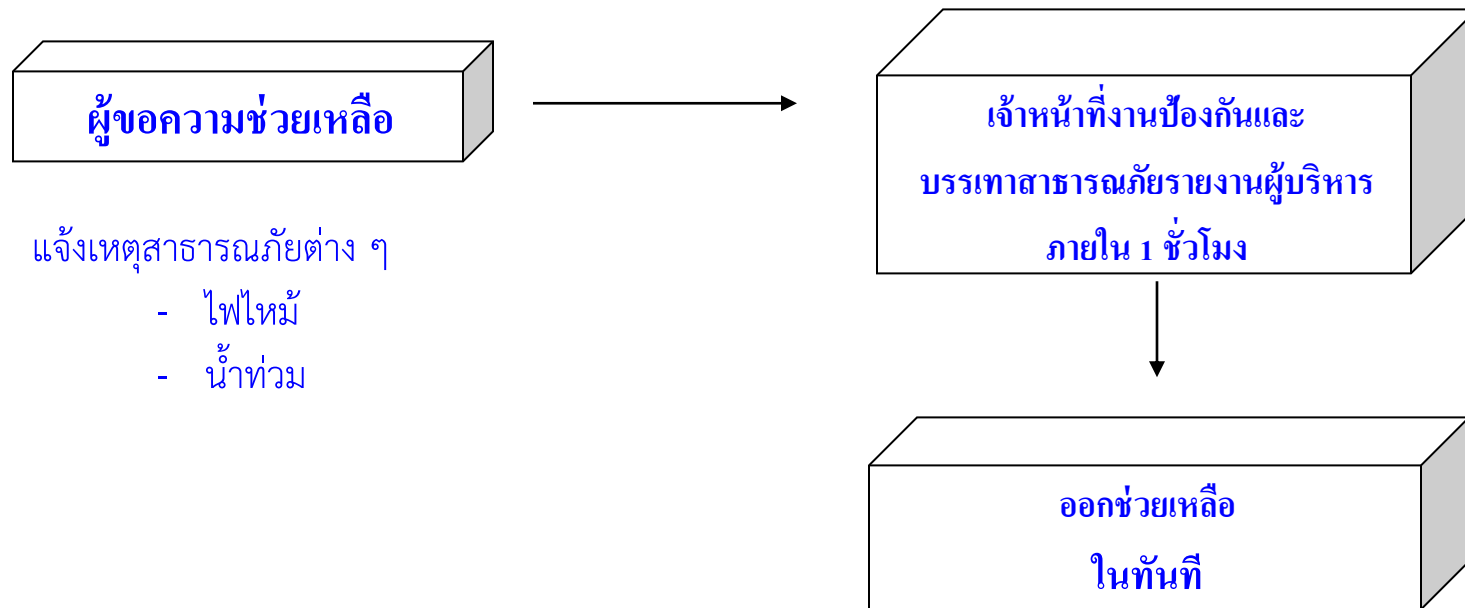 ผู้ขอความช่วยเหลือ
แจ้งเหตุสาธารณภัยต่าง ๆ
- ไฟไหม้
- น้ำท่วม
เจ้าหน้าที่งานป้องกันและ
บรรเทาสาธารณภัยรายงานผู้บริหาร
ภายใน 1 ชั่วโมง
ออกช่วยเหลือ
ในทันที